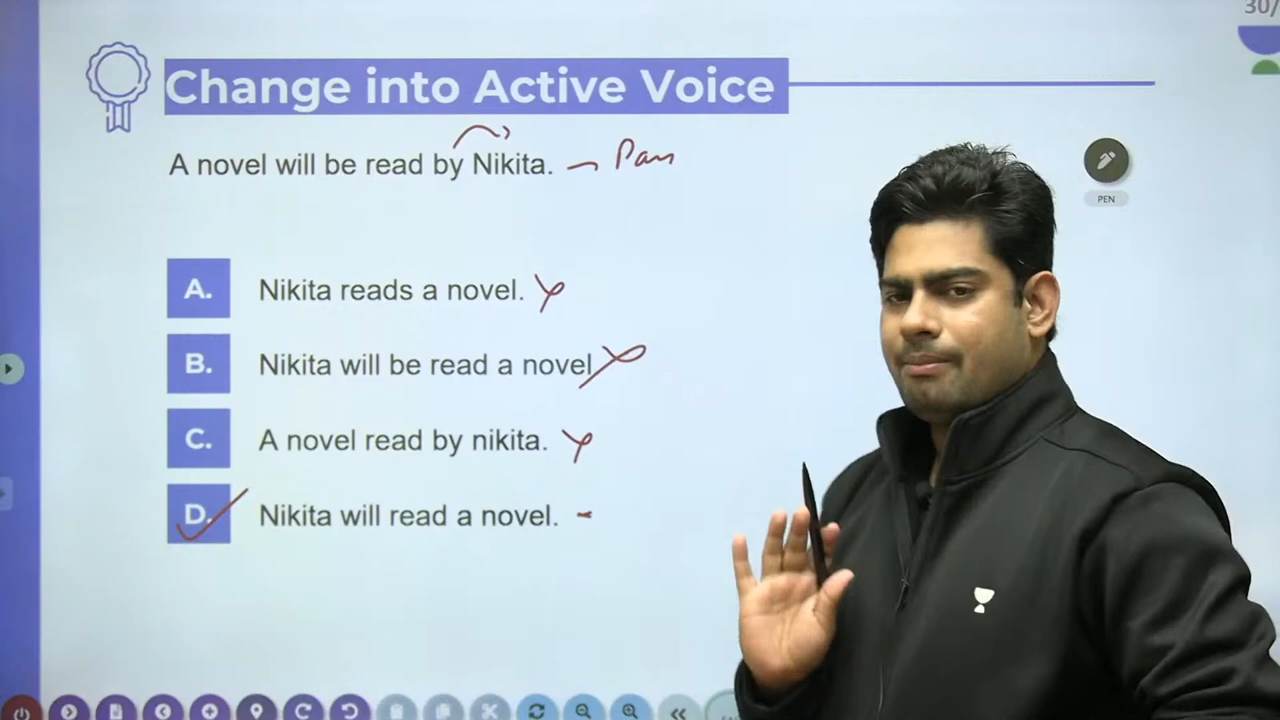 30/
Change into Active Voice
A novel will be read by Nikita. – Pass
PEN
A. Nikita reads a novel.
B. Nikita will be read a novel
C. A novel read by nikita.
D. Nikita will read a novel.